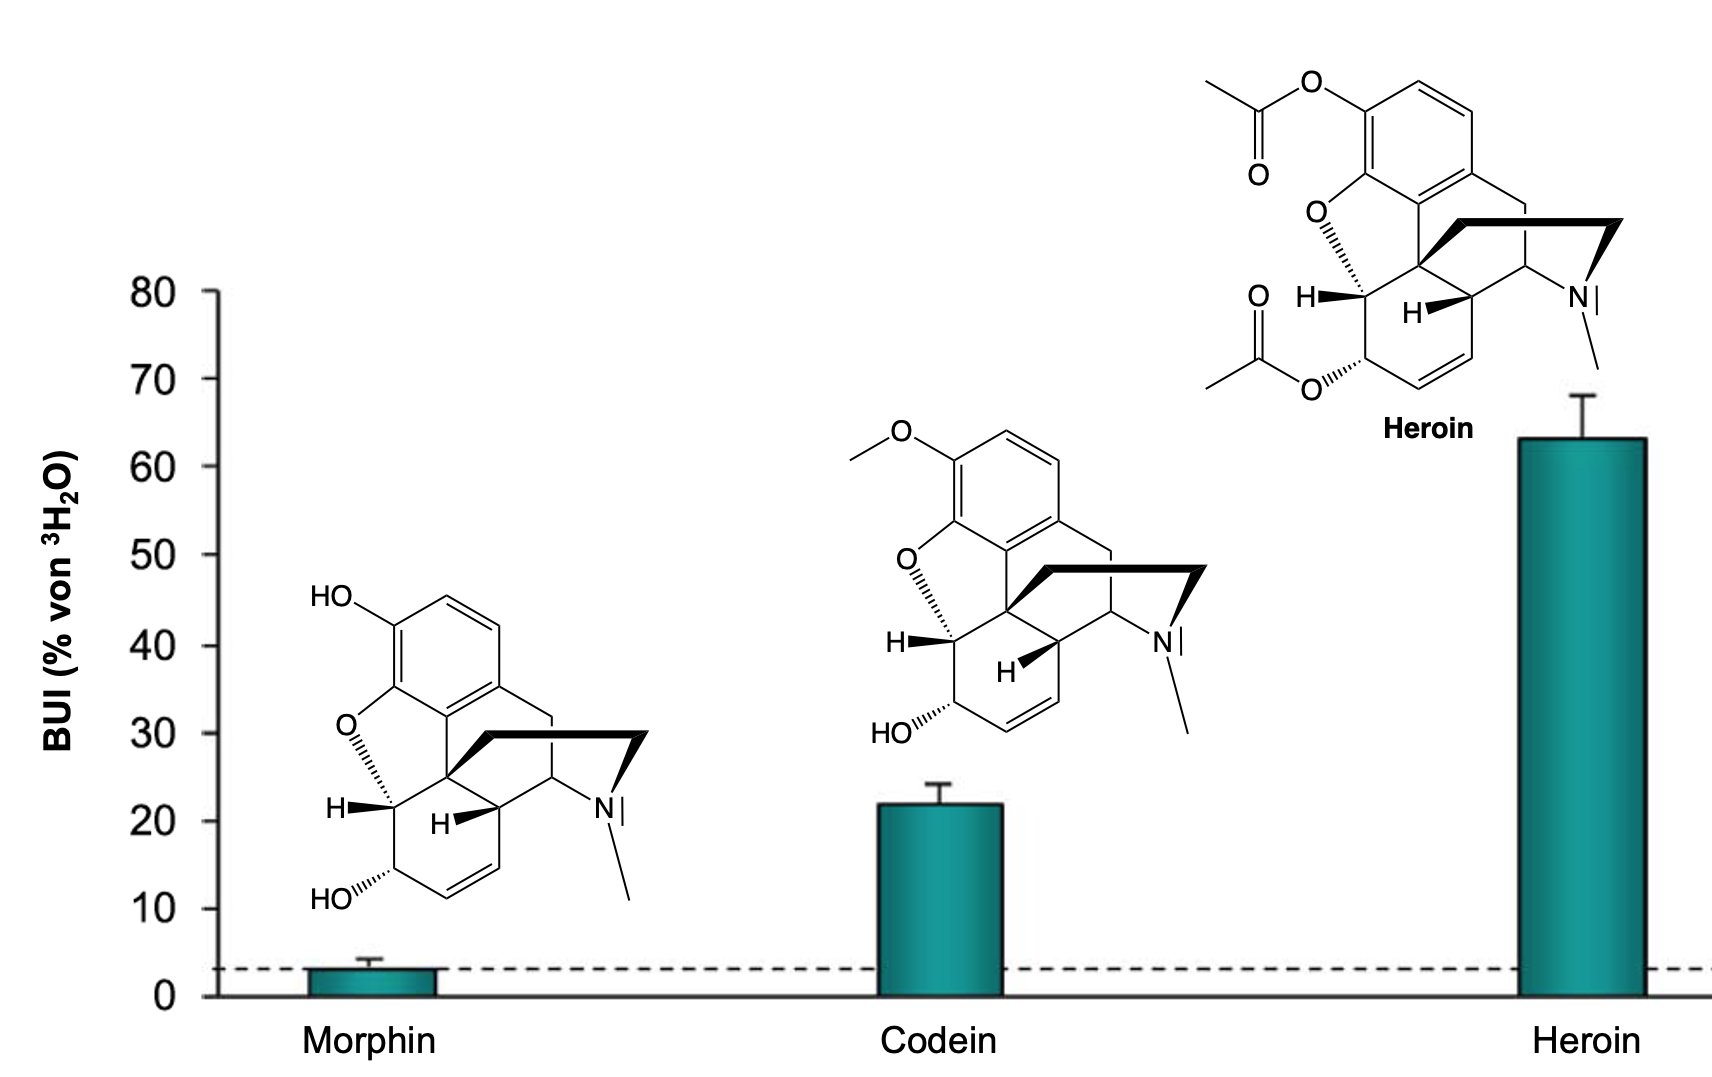 O
O
O
O
H
H
N
O
O
Heroin
80
70
60
50
40
30
20
10
0
BUI (% von ³H₂O)
O
O
H
H
N
HO
HO
O
H
H
N
HO
Morphin
Codein
Heroin